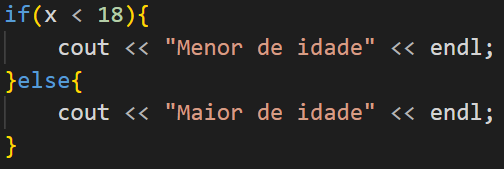 if(x < 18){
    cout << "Menor de idade" << endl;
}else{
    cout << "Maior de idade" << endl;
}